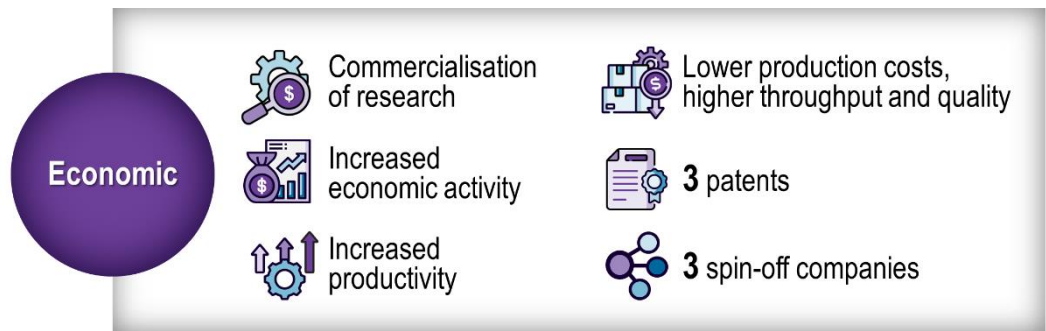 Economic
Commercialisation
of research
Increased
economic activity
Increased
productivity
Lower production costs,
higher throughput and quality
3 patents
3 spin-off companies